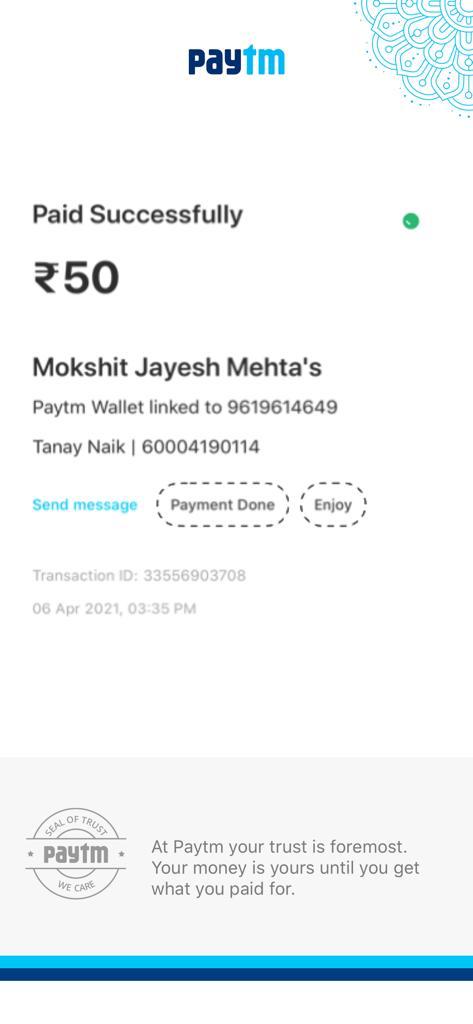 paytm
Paid Successfully
₹50
Mokshit Jayesh Mehta's
Paytm Wallet linked to 9619614649
Tanay Naik | 60004190114
Send message Payment Done Enjoy
Transaction ID: 33556903708
06 Apr 2021, 03:35 PM
SEAL OF TRUST
paytm
WE CARE
At Paytm your trust is foremost.
Your money is yours until you get
what you paid for.